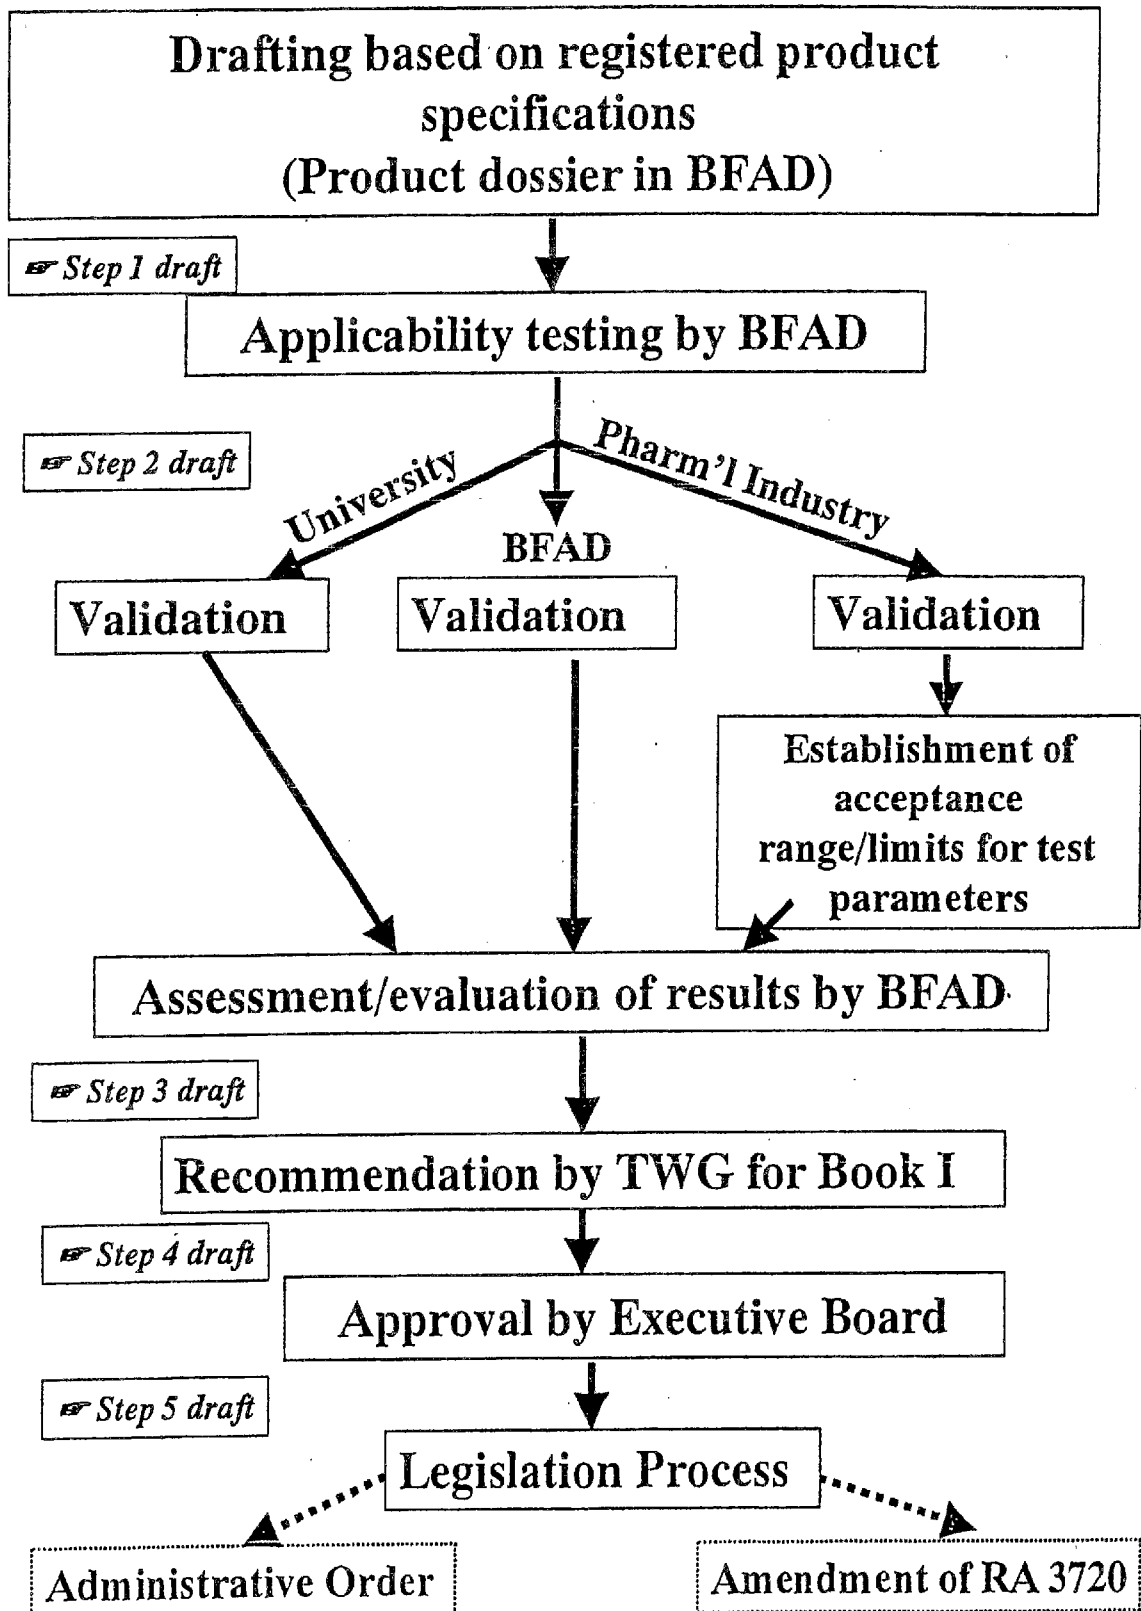 Drafting based on registered product
specifications
(Product dossier in BFAD)
☞ Step 1 draft
Applicability testing by BFAD
☞ Step 2 draft
University
Pharm'l Industry
BFAD
Validation
Validation
Validation
Establishment of
acceptance
range/limits for test
parameters
Assessment/evaluation of results by BFAD
☞ Step 3 draft
Recommendation by TWG for Book I
☞ Step 4 draft
Approval by Executive Board
☞ Step 5 draft
Legislation Process
Administrative Order
Amendment of RA 3720